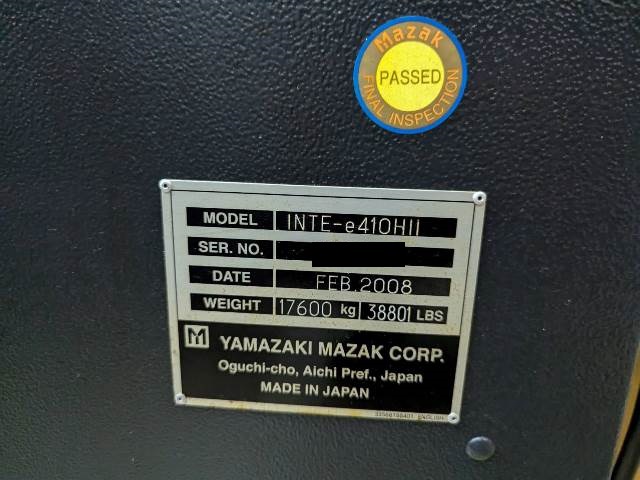 Mazak
PASSED
FINAL INSPECTION
MODEL INTE-e410HII
SER. NO.
DATE FEB.2008
WEIGHT 17600 kg 38801 LBS
M YAMAZAKI MAZAK CORP.
Oguchi-cho, Aichi Pref., Japan
MADE IN JAPAN
ENGLISH